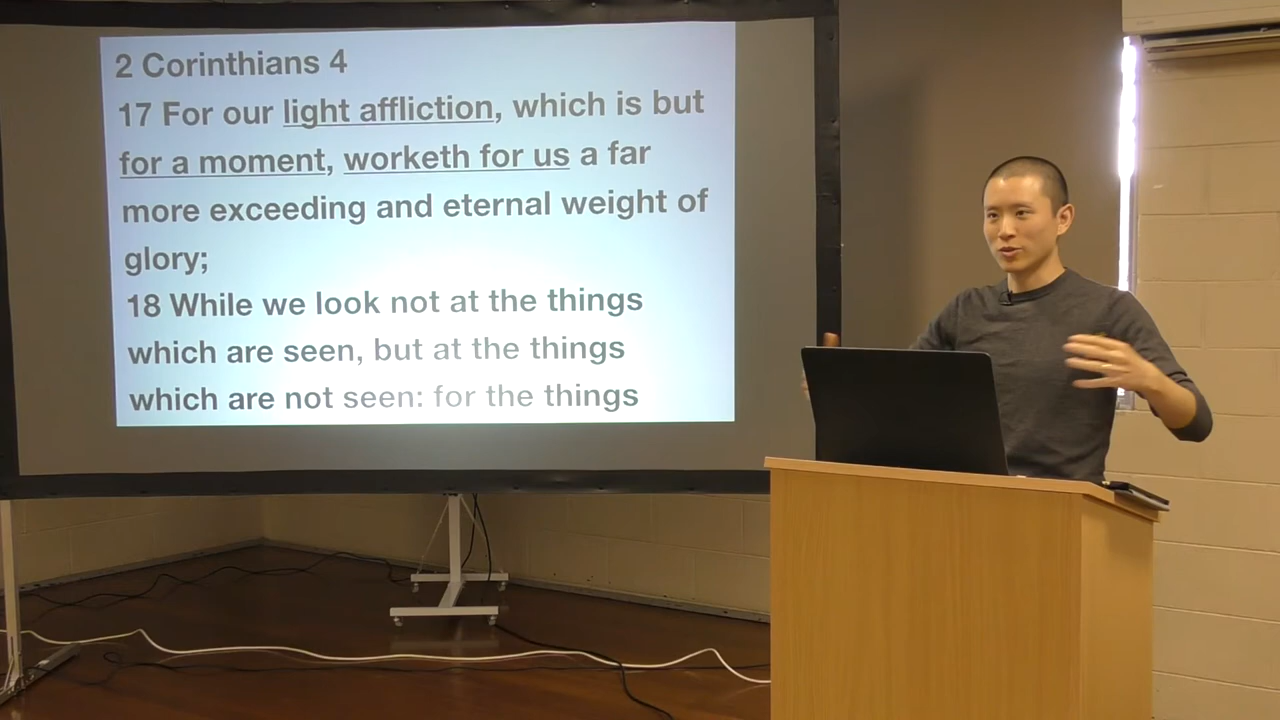 2 Corinthians 4
17 For our light affliction, which is but
for a moment, worketh for us a far
more exceeding and eternal weight of
glory;
18 While we look not at the things
which are seen, but at the things
which are not seen: for the things